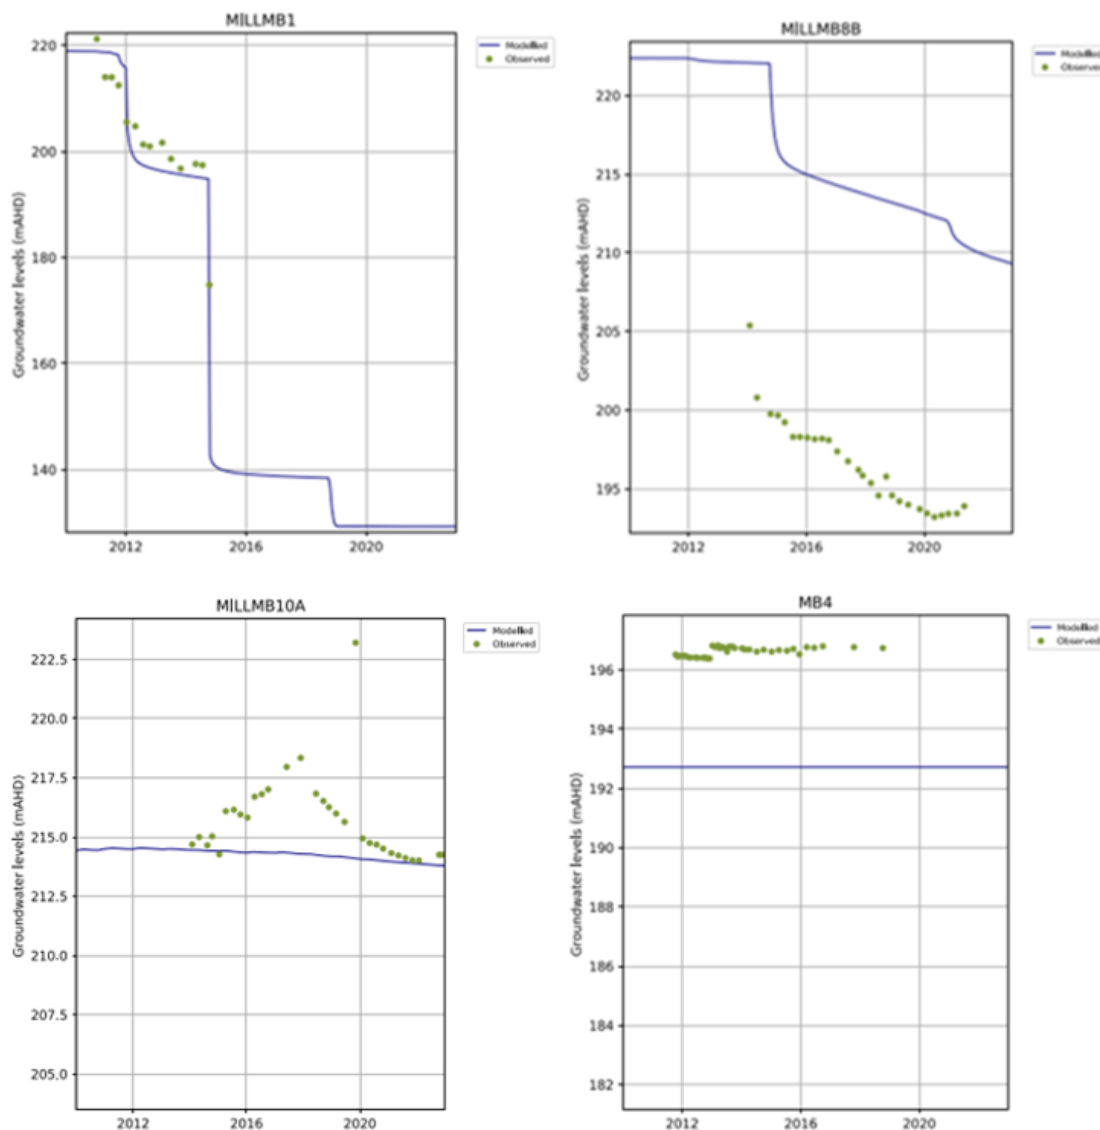 MILLMB1
Groundwater levels (mAHD)
220
200
180
160
140
2012 2016 2020
Modelled
Observed
MILLMB8B
Groundwater levels (mAHD)
220
215
210
205
200
195
2012 2016 2020
Modelled
Observed
MILLMB10A
Groundwater levels (mAHD)
222.5
220.0
217.5
215.0
212.5
210.0
207.5
205.0
2012 2016 2020
Modelled
Observed
MB4
Groundwater levels (mAHD)
196
194
192
190
188
186
184
182
2012 2016 2020
Modelled
Observed